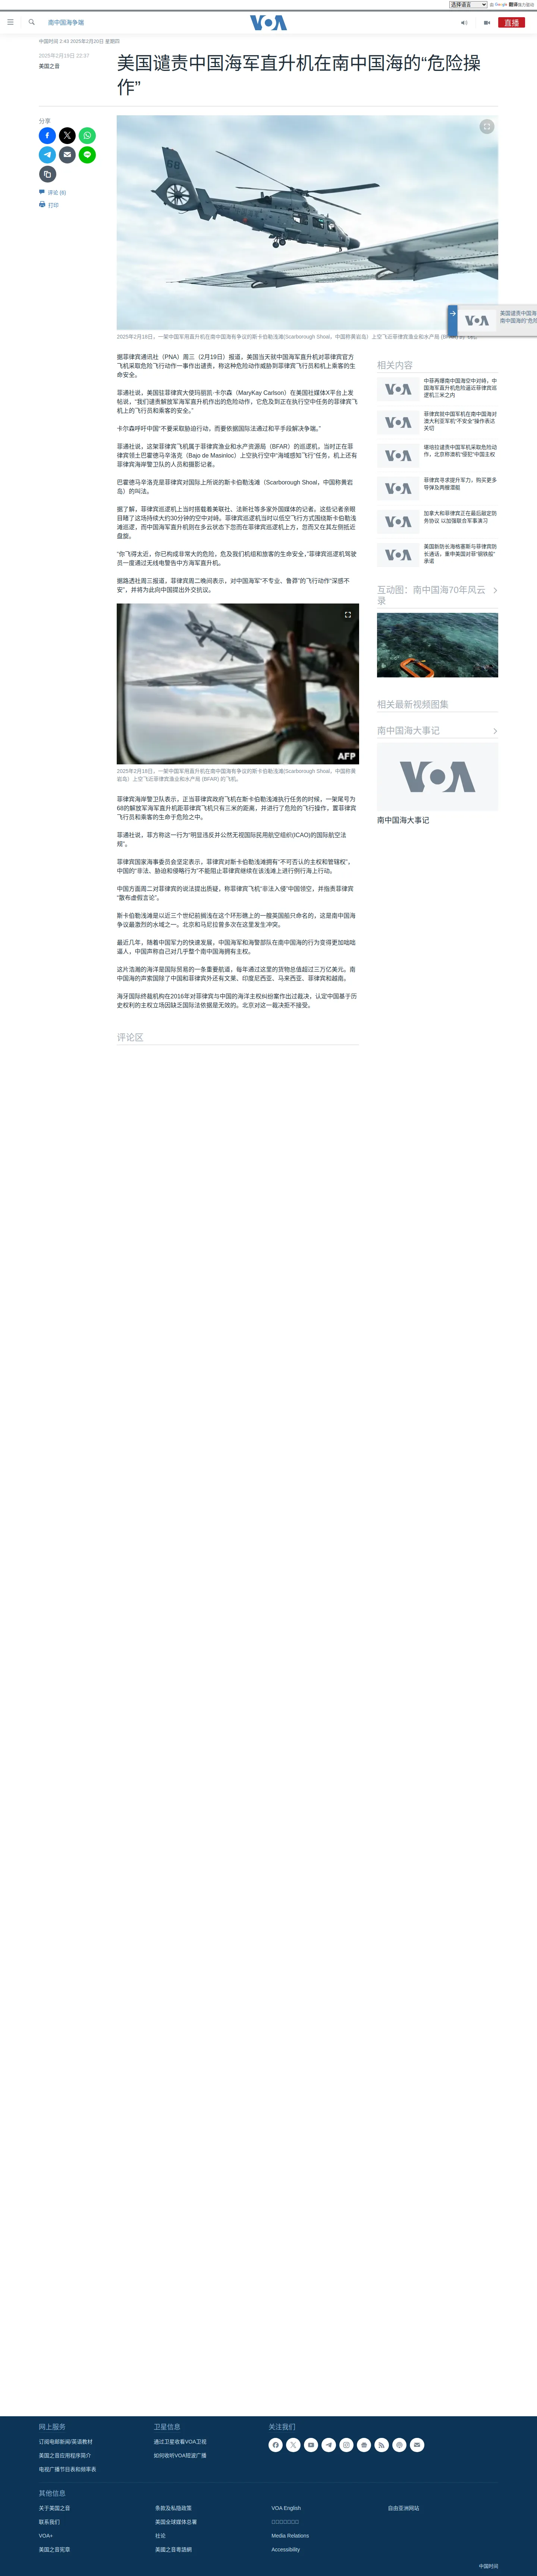 选择语言
由 Google 翻译强力驱动
南中国海争端
VOA
直播
中国时间 2:43 2025年2月20日 星期四
2025年2月19日 22:37
美国之音
美国谴责中国海军直升机在南中国海的“危险操
作”
分享
评论 (6)
打印
美国谴责中国海
南中国海的“危险
2025年2月18日，一架中国军用直升机在南中国海有争议的斯卡伯勒浅滩(Scarborough Shoal，中国称黄岩岛）上空飞近菲律宾渔业和水产局 (BFAR) 的飞机。
据菲律宾通讯社（PNA）周三（2月19日）报道，美国当天就中国海军直升机对菲律宾官方
飞机采取危险飞行动作一事作出谴责，称这种危险动作威胁到菲律宾飞行员和机上乘客的生
命安全。
菲通社说，美国驻菲律宾大使玛丽凯·卡尔森（MaryKay Carlson）在美国社媒体X平台上发
帖说，“我们谴责解放军海军直升机作出的危险动作，它危及到正在执行空中任务的菲律宾飞
机上的飞行员和乘客的安全。”
卡尔森呼吁中国“不要采取胁迫行动，而要依据国际法通过和平手段解决争端。”
菲通社说，这架菲律宾飞机属于菲律宾渔业和水产资源局（BFAR）的巡逻机，当时正在菲
律宾领土巴霍德马辛洛克（Bajo de Masinloc）上空执行空中“海域感知飞行”任务，机上还有
菲律宾海岸警卫队的人员和摄影记者。
巴霍德马辛洛克是菲律宾对国际上所说的斯卡伯勒浅滩（Scarborough Shoal，中国称黄岩
岛）的叫法。
据了解，菲律宾巡逻机上当时搭载着美联社、法新社等多家外国媒体的记者，这些记者亲眼
目睹了这场持续大约30分钟的空中对峙。菲律宾巡逻机当时以低空飞行方式围绕斯卡伯勒浅
滩巡逻，而中国海军直升机则在多云状态下忽而在菲律宾巡逻机上方，忽而又在其左侧抵近
盘旋。
“你飞得太近，你已构成非常大的危险，危及我们机组和旅客的生命安全，”菲律宾巡逻机驾驶
员一度通过无线电警告中方海军直升机。
据路透社周三报道，菲律宾周二晚间表示，对中国海军“不专业、鲁莽”的飞行动作“深感不
安”，并将为此向中国提出外交抗议。
AFP
2025年2月18日，一架中国军用直升机在南中国海有争议的斯卡伯勒浅滩(Scarborough Shoal，中国称黄
岩岛）上空飞近菲律宾渔业和水产局 (BFAR) 的飞机。
菲律宾海岸警卫队表示，正当菲律宾政府飞机在斯卡伯勒浅滩执行任务的时候，一架尾号为
68的解放军海军直升机距菲律宾飞机只有三米的距离，并进行了危险的飞行操作，置菲律宾
飞行员和乘客的生命于危险之中。
菲通社说，菲方称这一行为“明显违反并公然无视国际民用航空组织(ICAO)的国际航空法
规”。
菲律宾国家海事委员会坚定表示，菲律宾对斯卡伯勒浅滩拥有“不可否认的主权和管辖权”，
中国的“非法、胁迫和侵略行为”不能阻止菲律宾继续在该浅滩上进行例行海上行动。
中国方面周二对菲律宾的说法提出质疑，称菲律宾飞机“非法入侵”中国领空，并指责菲律宾
“散布虚假言论”。
斯卡伯勒浅滩是以近三个世纪前搁浅在这个环形礁上的一艘英国船只命名的，这是南中国海
争议最激烈的水域之一。北京和马尼拉曾多次在这里发生冲突。
最近几年，随着中国军力的快速发展，中国海军和海警部队在南中国海的行为变得更加咄咄
逼人，中国声称自己对几乎整个南中国海拥有主权。
这片浩瀚的海洋是国际贸易的一条重要航道，每年通过这里的货物总值超过三万亿美元。南
中国海的声索国除了中国和菲律宾外还有文莱、印度尼西亚、马来西亚、菲律宾和越南。
海牙国际终裁机构在2016年对菲律宾与中国的海洋主权纠纷案作出过裁决，认定中国基于历
史权利的主权立场因缺乏国际法依据是无效的。北京对这一裁决拒不接受。
评论区
相关内容
中菲再爆南中国海空中对峙，中
国海军直升机危险逼近菲律宾巡
逻机三米之内
菲律宾就中国军机在南中国海对
澳大利亚军机“不安全”操作表达
关切
堪培拉谴责中国军机采取危险动
作，北京称澳机“侵犯”中国主权
菲律宾寻求提升军力，购买更多
导弹及两艘潜艇
加拿大和菲律宾正在最后敲定防
务协议 以加强联合军事演习
美国新防长海格塞斯与菲律宾防
长通话，重申美国对菲“钢铁般”
承诺
互动图：南中国海70年风云
录
相关最新视频图集
南中国海大事记
VOA
南中国海大事记
网上服务
订阅电邮新闻/英语教材
美国之音应用程序简介
电视广播节目表和频率表
卫星信息
通过卫星收看VOA卫视
如何收听VOA短波广播
关注我们
其他信息
关于美国之音
条款及私隐政策
VOA English
自由亚洲网站
联系我们
美国全球媒体总署
VOA+
社论
Media Relations
美国之音宪章
美國之音粵語網
Accessibility
中国时间